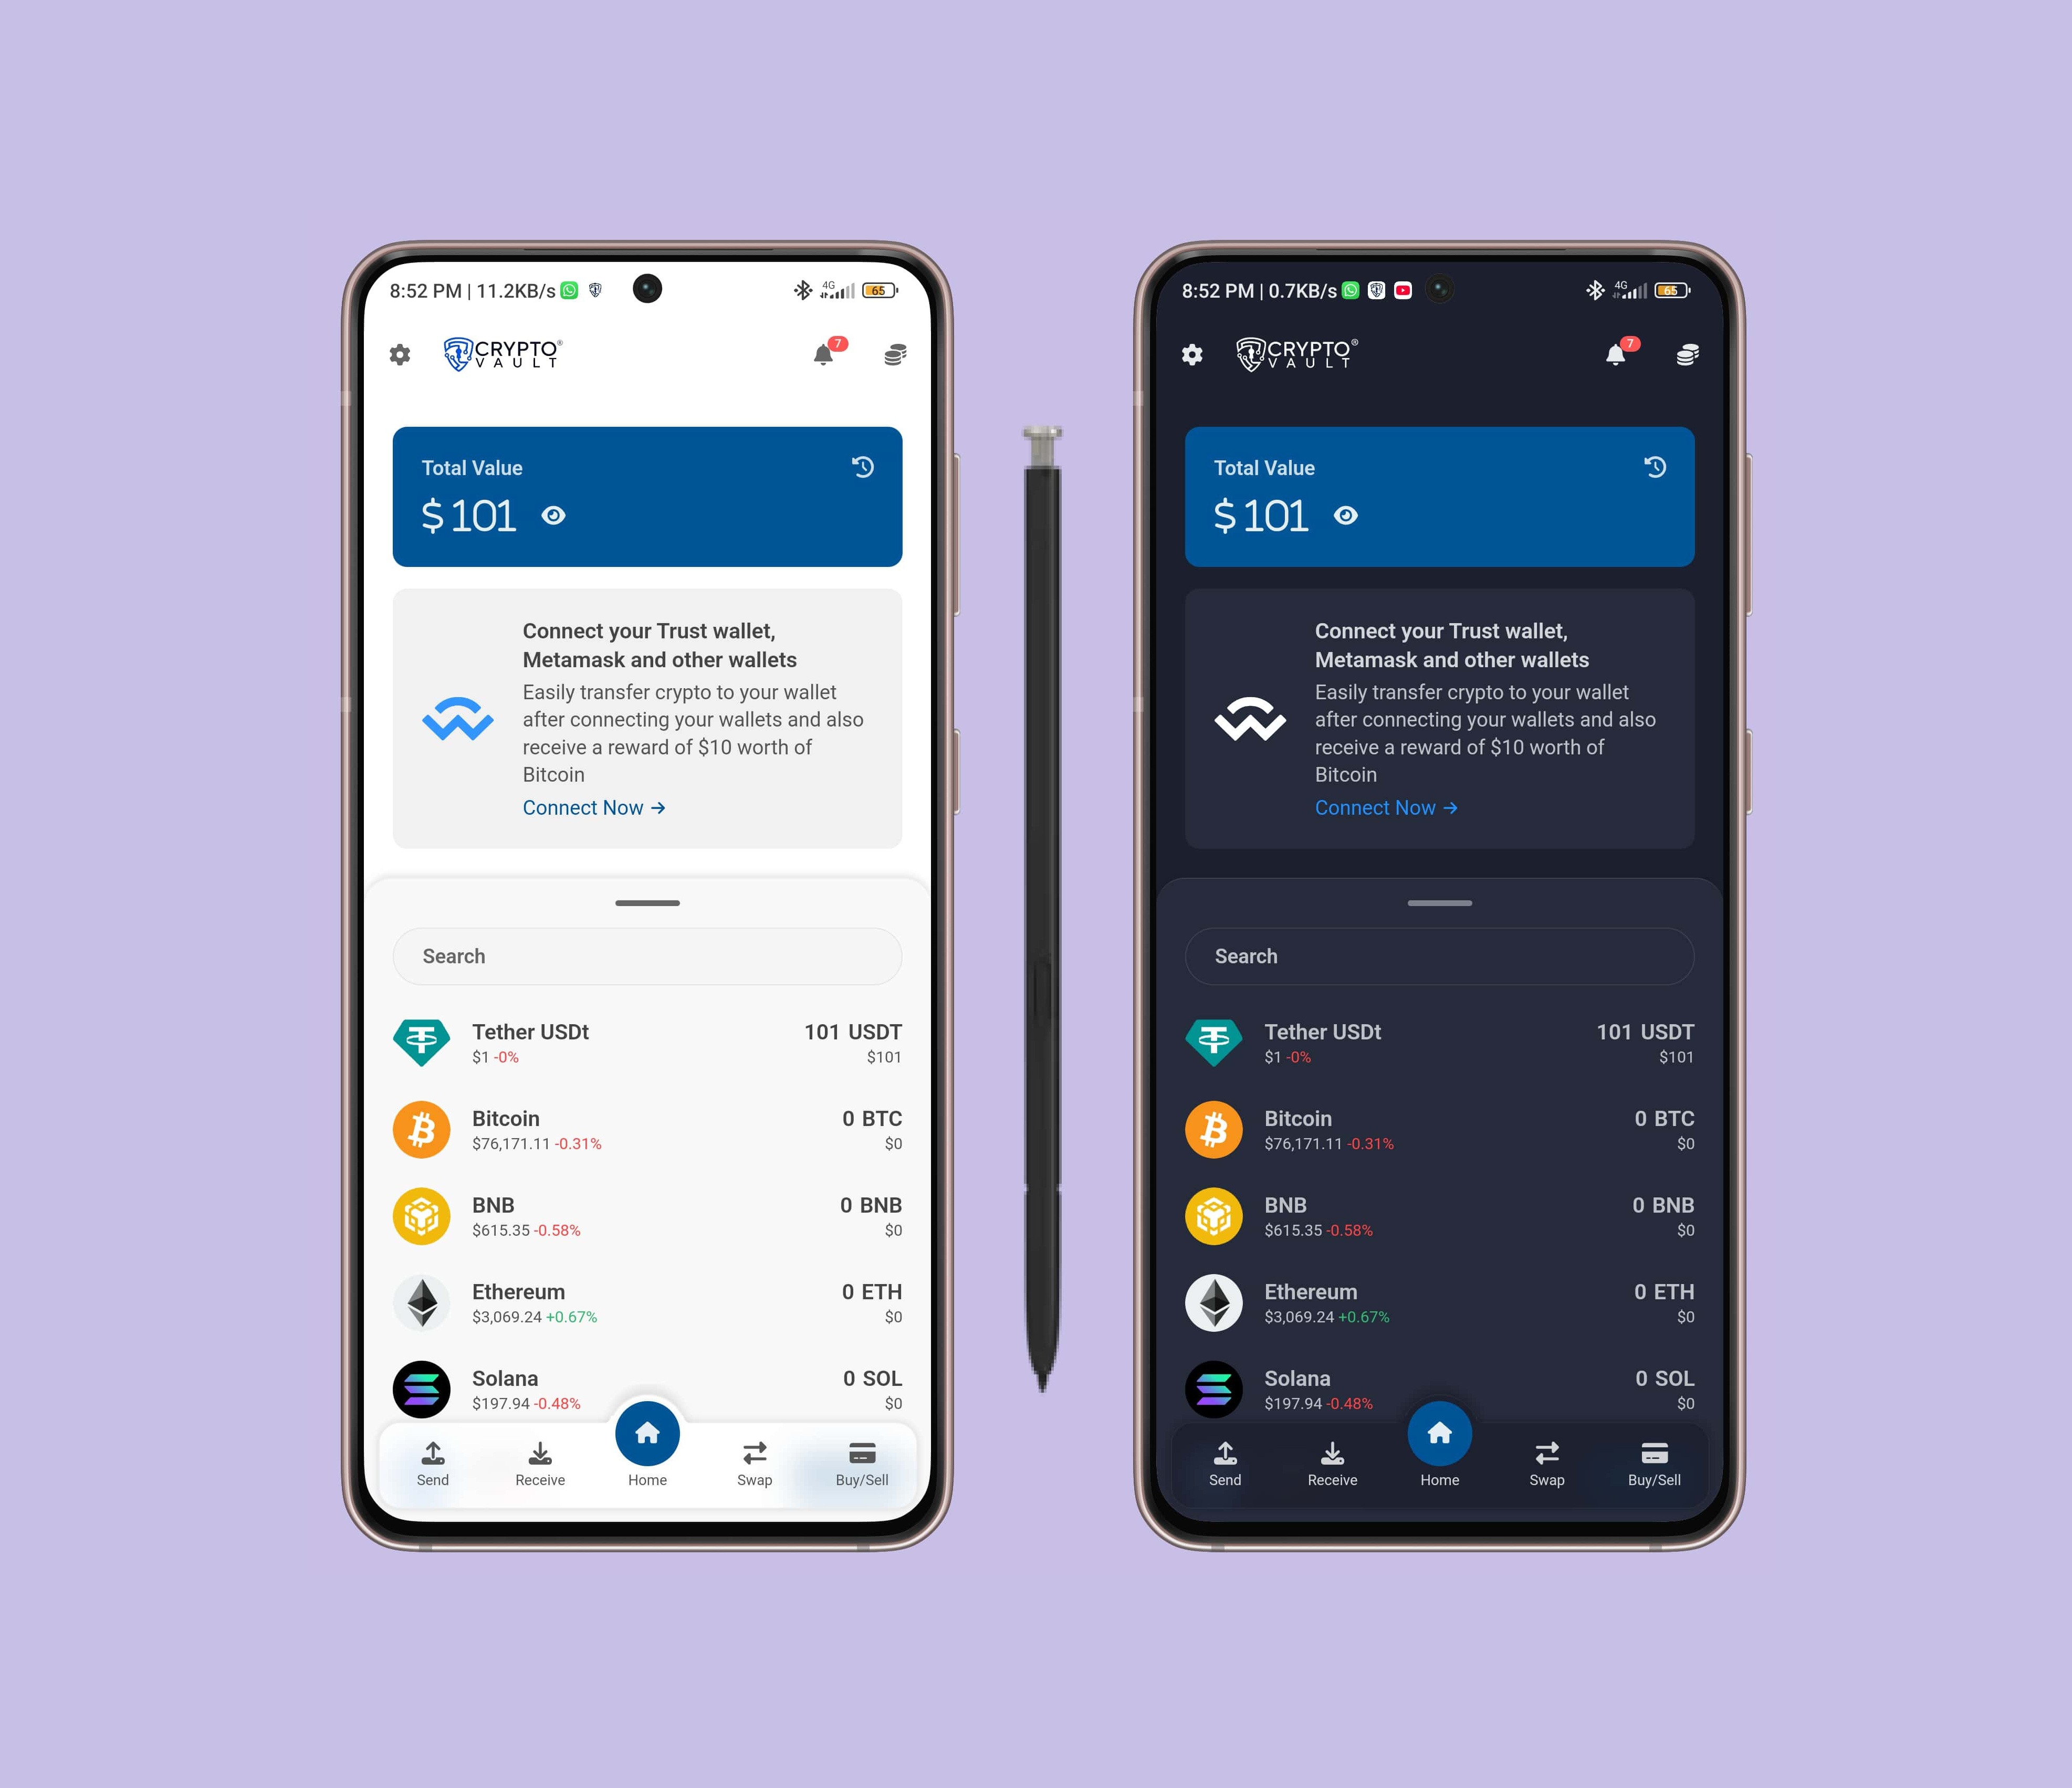 8:52 PM | 11.2KB/s
4G
65
CRYPTO®
VAULT
7
Total Value
$ 101
Connect your Trust wallet,
Metamask and other wallets
Easily transfer crypto to your wallet
after connecting your wallets and also
receive a reward of $10 worth of
Bitcoin
Connect Now →
Search
Tether USDt 101 USDT
$1 -0% $101
Bitcoin 0 BTC
$76,171.11 -0.31% $0
BNB 0 BNB
$615.35 -0.58% $0
Ethereum 0 ETH
$3,069.24 +0.67% $0
Solana 0 SOL
$197.94 -0.48% $0
Send Receive Home Swap Buy/Sell
8:52 PM | 0.7KB/s
4G
65
CRYPTO®
VAULT
7
Total Value
$ 101
Connect your Trust wallet,
Metamask and other wallets
Easily transfer crypto to your wallet
after connecting your wallets and also
receive a reward of $10 worth of
Bitcoin
Connect Now →
Search
Tether USDt 101 USDT
$1 -0% $101
Bitcoin 0 BTC
$76,171.11 -0.31% $0
BNB 0 BNB
$615.35 -0.58% $0
Ethereum 0 ETH
$3,069.24 +0.67% $0
Solana 0 SOL
$197.94 -0.48% $0
Send Receive Home Swap Buy/Sell